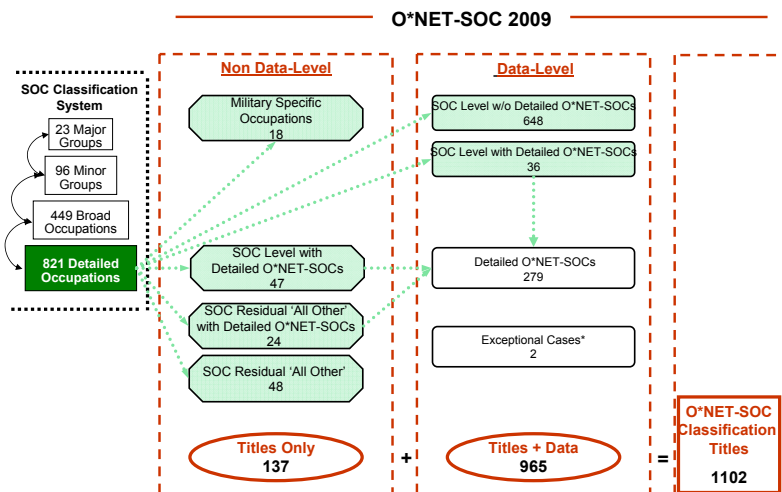 O*NET-SOC 2009
SOC Classification
System
23 Major
Groups
96 Minor
Groups
449 Broad
Occupations
821 Detailed
Occupations
Non Data-Level
Military Specific
Occupations
18
SOC Level with
Detailed O*NET-SOCs
47
SOC Residual ‘All Other’
with Detailed O*NET-SOCs
24
SOC Residual ‘All Other’
48
Titles Only
137
+
Data-Level
SOC Level w/o Detailed O*NET-SOCs
648
SOC Level with Detailed O*NET-SOCs
36
Detailed O*NET-SOCs
279
Exceptional Cases*
2
Titles + Data
965
=
O*NET-SOC
Classification
Titles
1102